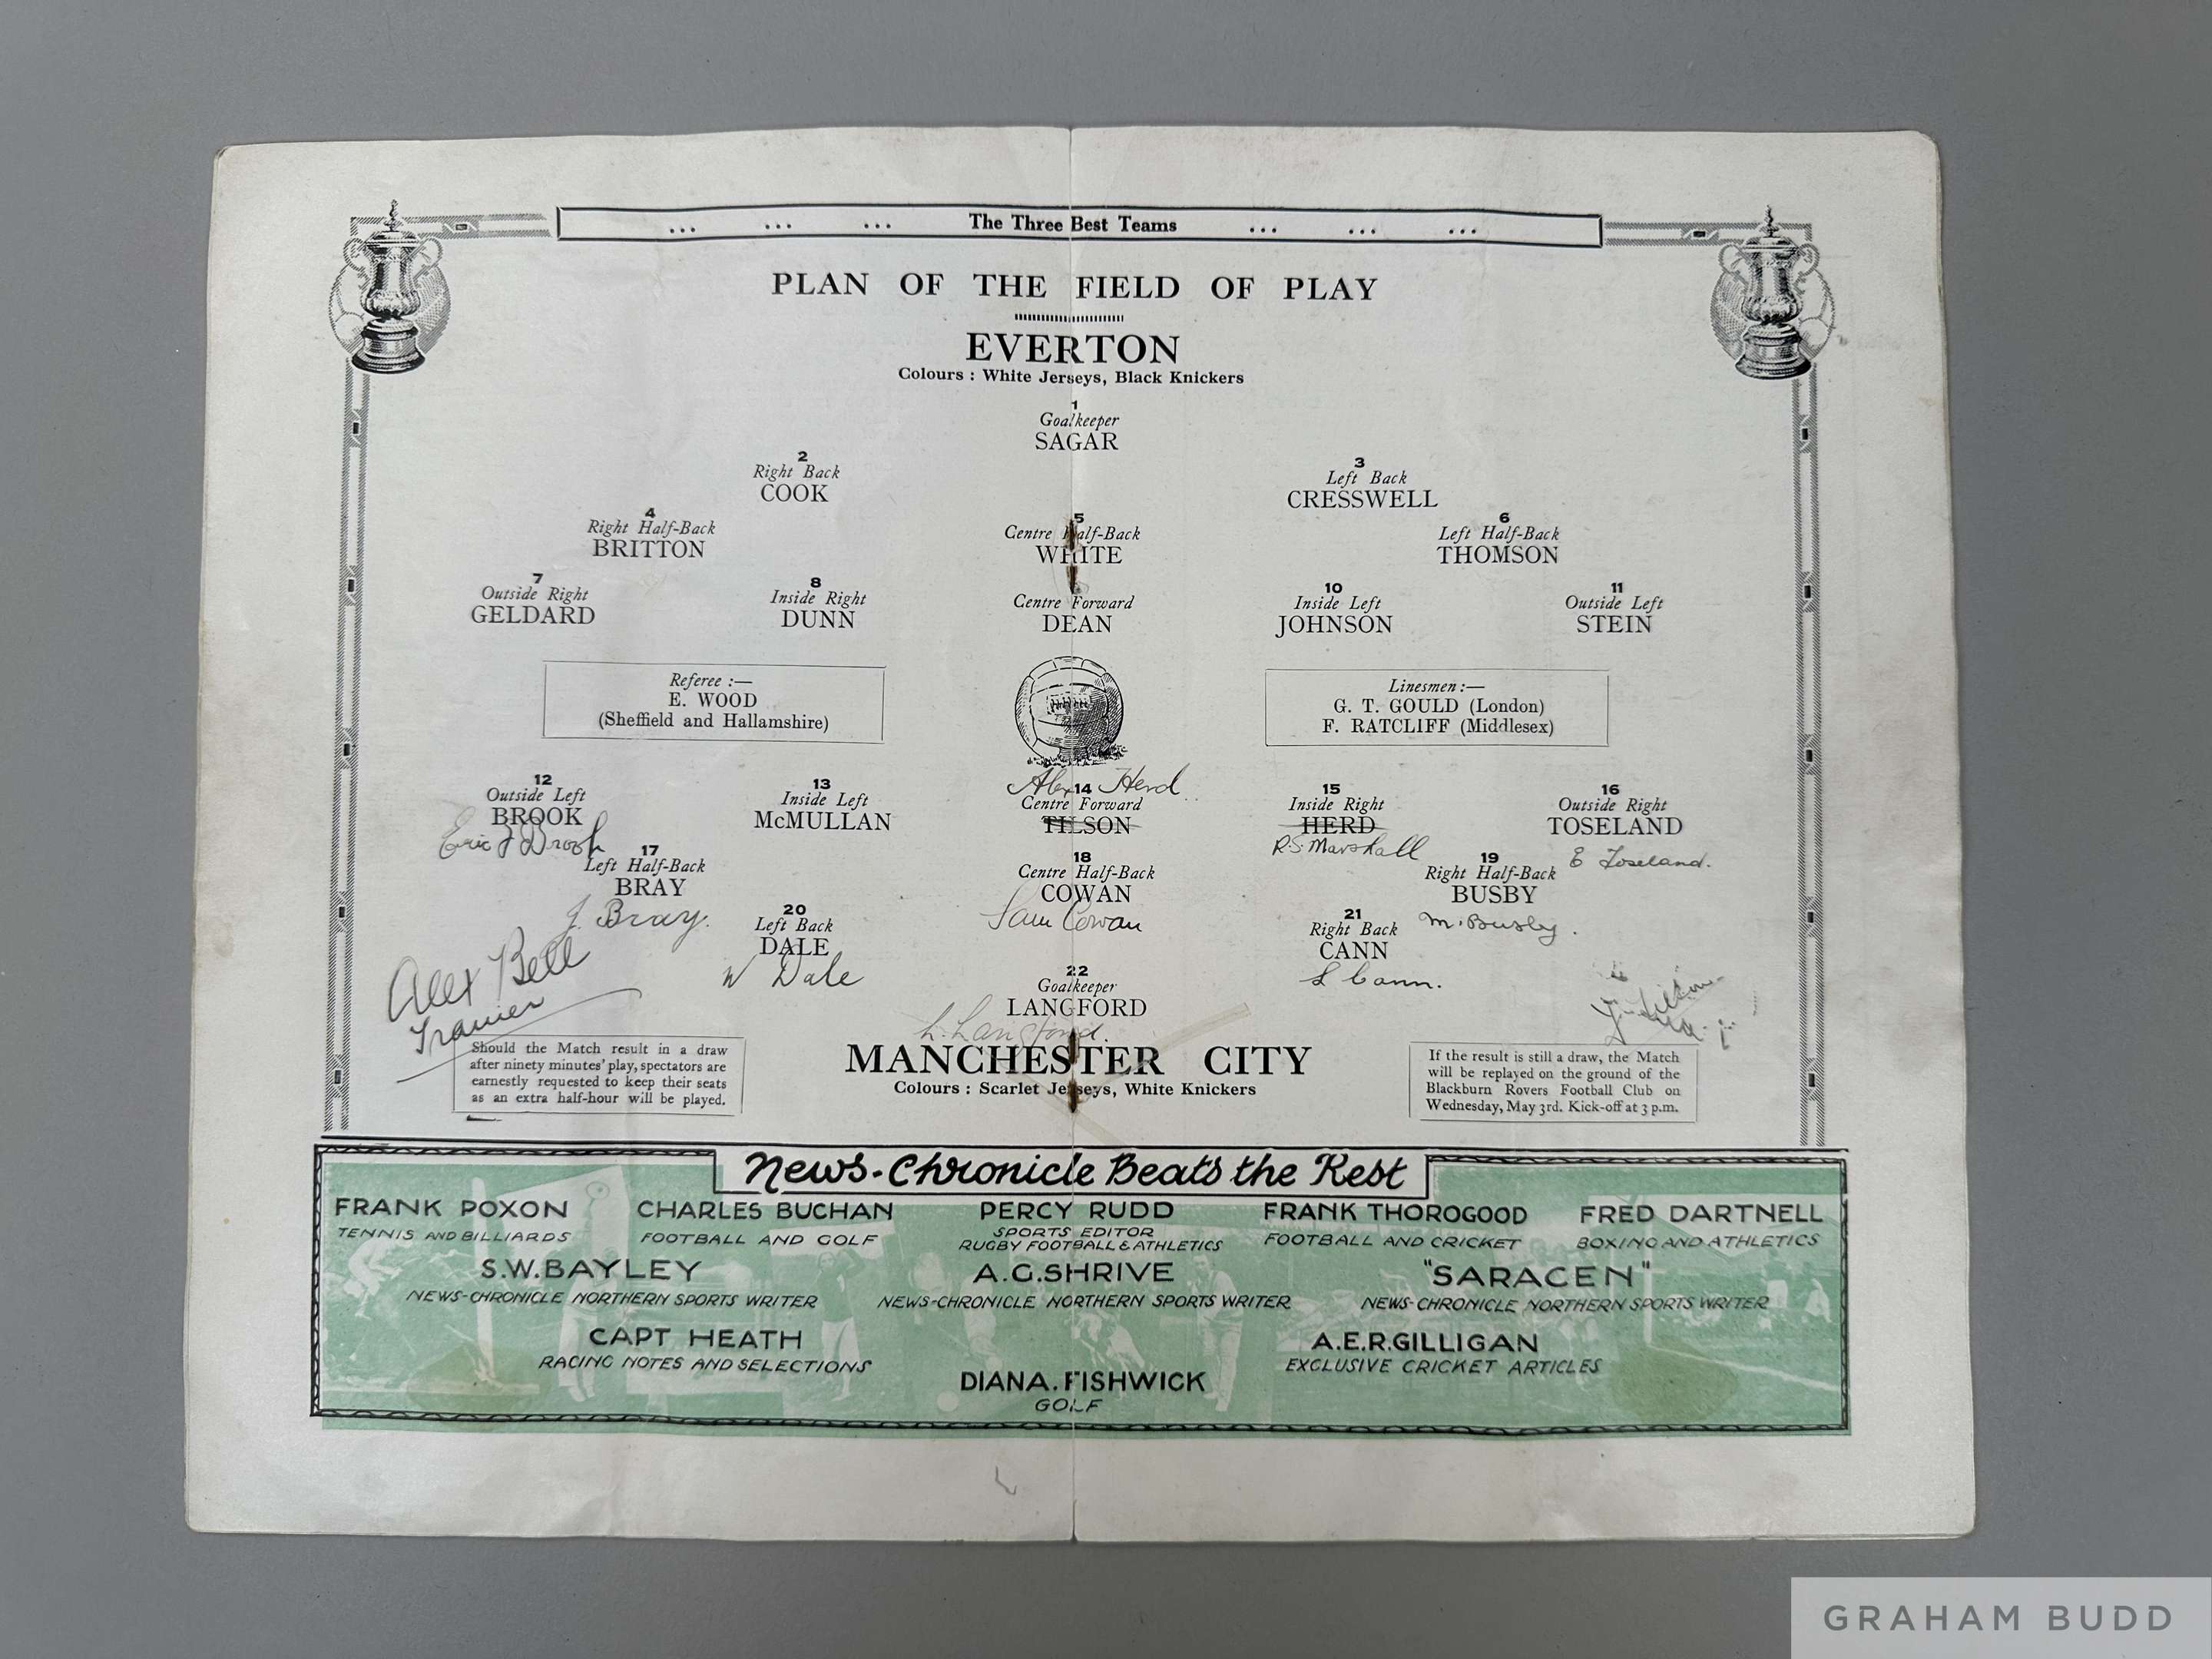 ... ... ... The Three Best Teams ... ... ...
PLAN OF THE FIELD OF PLAY
EVERTON
Colours : White Jerseys, Black Knickers
1
Goalkeeper
SAGAR
2
Right Back
COOK
3
Left Back
CRESSWELL
4
Right Half-Back
BRITTON
5
Centre Half-Back
WHITE
6
Left Half-Back
THOMSON
7
Outside Right
GELDARD
8
Inside Right
DUNN
Centre Forward
DEAN
10
Inside Left
JOHNSON
11
Outside Left
STEIN
Referee :—
E. WOOD
(Sheffield and Hallamshire)
Linesmen :—
G. T. GOULD (London)
F. RATCLIFF (Middlesex)
12
Outside Left
BROOK
Eric F Brook
13
Inside Left
McMULLAN
Alex Herd
14
Centre Forward
TILSON
15
Inside Right
HERD
R.S. Marshall
16
Outside Right
TOSELAND
E Toseland.
17
Left Half-Back
BRAY
J. Bray.
18
Centre Half-Back
COWAN
Sam Cowan
19
Right Half-Back
BUSBY
M. Busby.
20
Left Back
DALE
W Dale
21
Right Back
CANN
S Cann.
22
Goalkeeper
LANGFORD
L. Langford.
Alex Bell
Trainer
MANCHESTER CITY
Colours : Scarlet Jerseys, White Knickers
Should the Match result in a draw
after ninety minutes' play, spectators are
earnestly requested to keep their seats
as an extra half-hour will be played.
If the result is still a draw, the Match
will be replayed on the ground of the
Blackburn Rovers Football Club on
Wednesday, May 3rd. Kick-off at 3 p.m.
News-Chronicle Beats the Rest
FRANK POXON
TENNIS AND BILLIARDS
CHARLES BUCHAN
FOOTBALL AND GOLF
PERCY RUDD
SPORTS EDITOR
RUGBY FOOTBALL & ATHLETICS
FRANK THOROGOOD
FOOTBALL AND CRICKET
FRED DARTNELL
BOXING AND ATHLETICS
S.W.BAYLEY
NEWS-CHRONICLE NORTHERN SPORTS WRITER
A.G.SHRIVE
NEWS-CHRONICLE NORTHERN SPORTS WRITER
"SARACEN"
NEWS-CHRONICLE NORTHERN SPORTS WRITER
CAPT HEATH
RACING NOTES AND SELECTIONS
A.E.R.GILLIGAN
EXCLUSIVE CRICKET ARTICLES
DIANA.FISHWICK
GOLF
GRAHAM BUDD